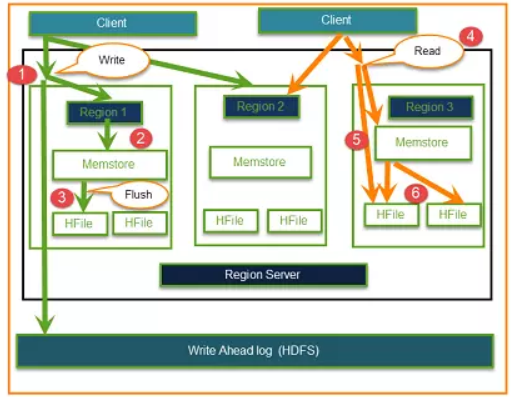 Client
Client
4
Write
Read
1
Region 1
Region 2
Region 3
2
5
Memstore
Memstore
Memstore
3
Flush
6
HFile
HFile
HFile
HFile
HFile
HFile
Region Server
Write Ahead log (HDFS)